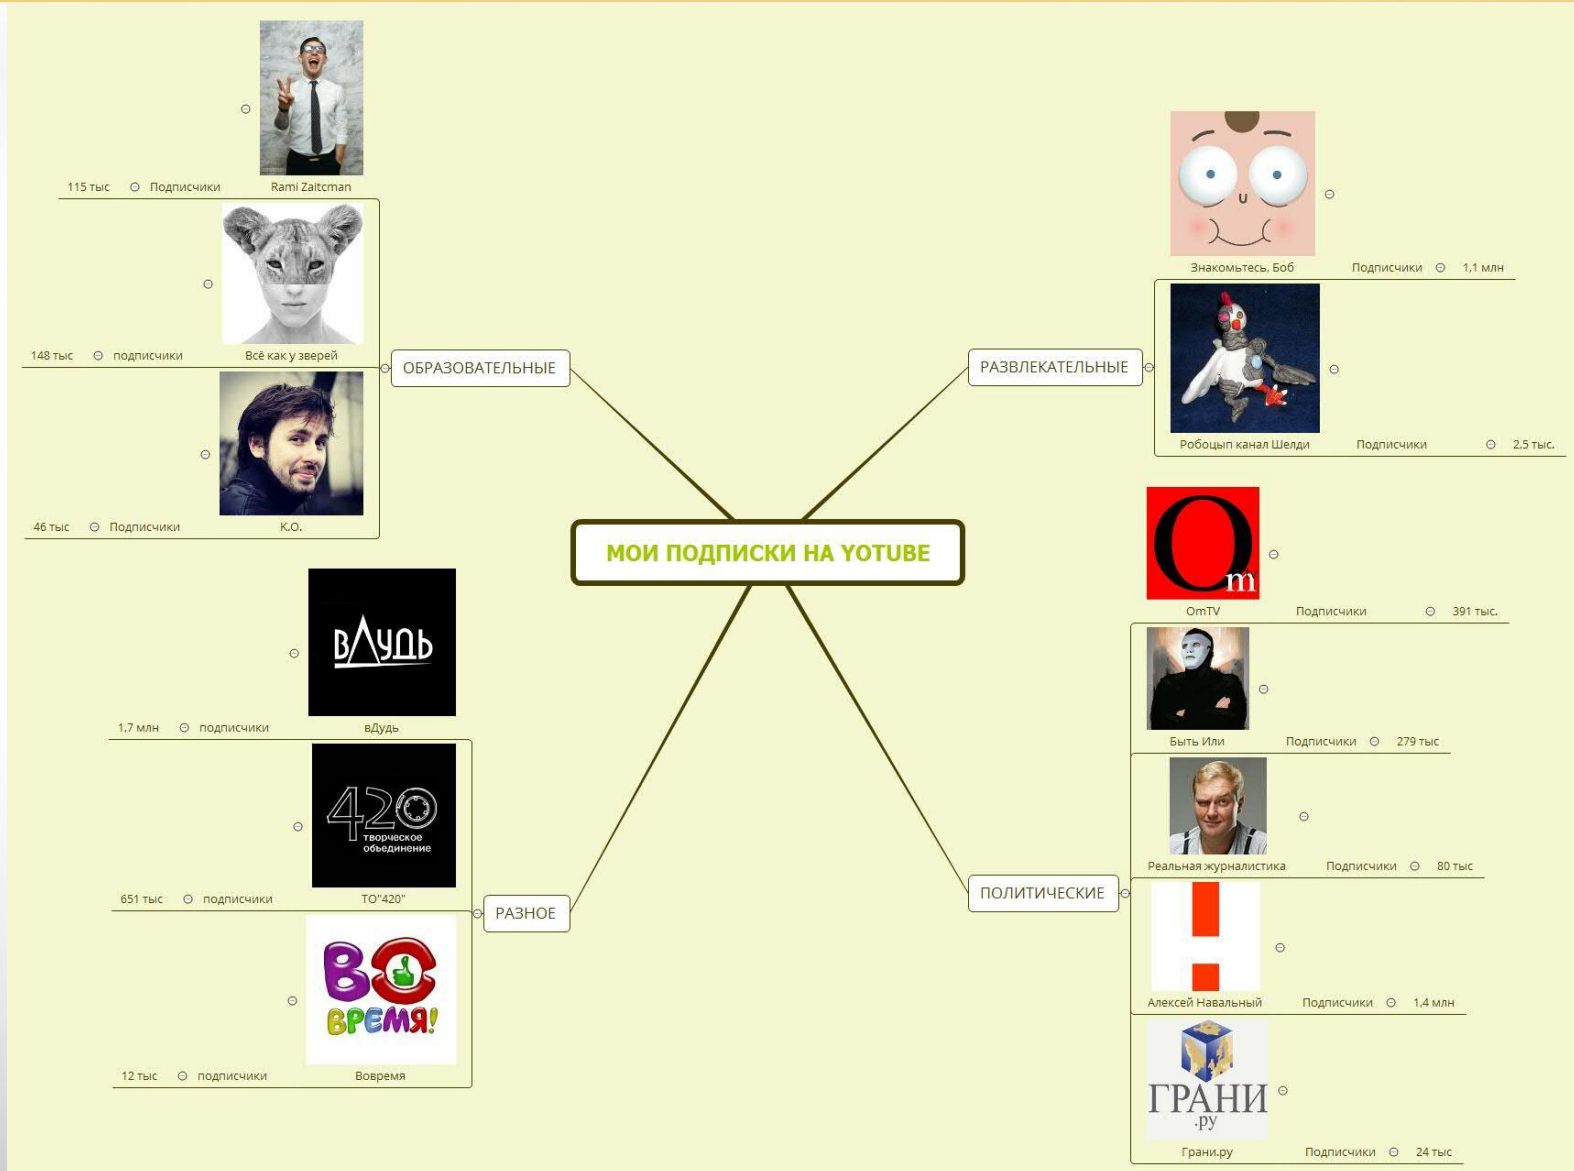 Rami Zaitcman
Подписчики
115 тыс
Всё как у зверей
подписчики
148 тыс
К.О.
Подписчики
46 тыс
ОБРАЗОВАТЕЛЬНЫЕ
Знакомьтесь, Боб
Подписчики
1,1 млн
Робоцып канал Шелди
Подписчики
2,5 тыс.
РАЗВЛЕКАТЕЛЬНЫЕ
МОИ ПОДПИСКИ НА YOTUBE
вДудь
вДудь
подписчики
1,7 млн
420
творческое
объединение
ТО"420"
подписчики
651 тыс
ВО
ВРЕМЯ!
Вовремя
подписчики
12 тыс
РАЗНОЕ
Om
OmTV
Подписчики
391 тыс.
Быть Или
Подписчики
279 тыс
Реальная журналистика
Подписчики
80 тыс
Алексей Навальный
Подписчики
1,4 млн
ГРАНИ
.ру
Грани.ру
Подписчики
24 тыс
ПОЛИТИЧЕСКИЕ